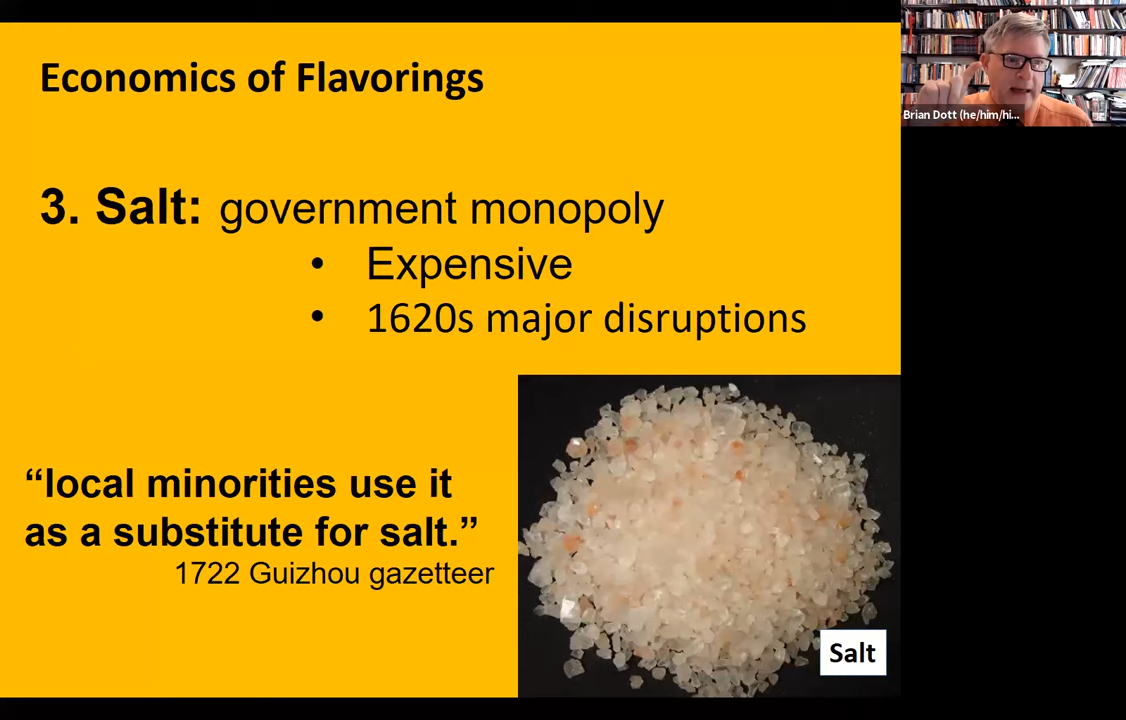 Economics of Flavorings
3. Salt: government monopoly
• Expensive
• 1620s major disruptions
“local minorities use it
as a substitute for salt.”
1722 Guizhou gazetteer
Salt
Brian Dott (he/him/hi...